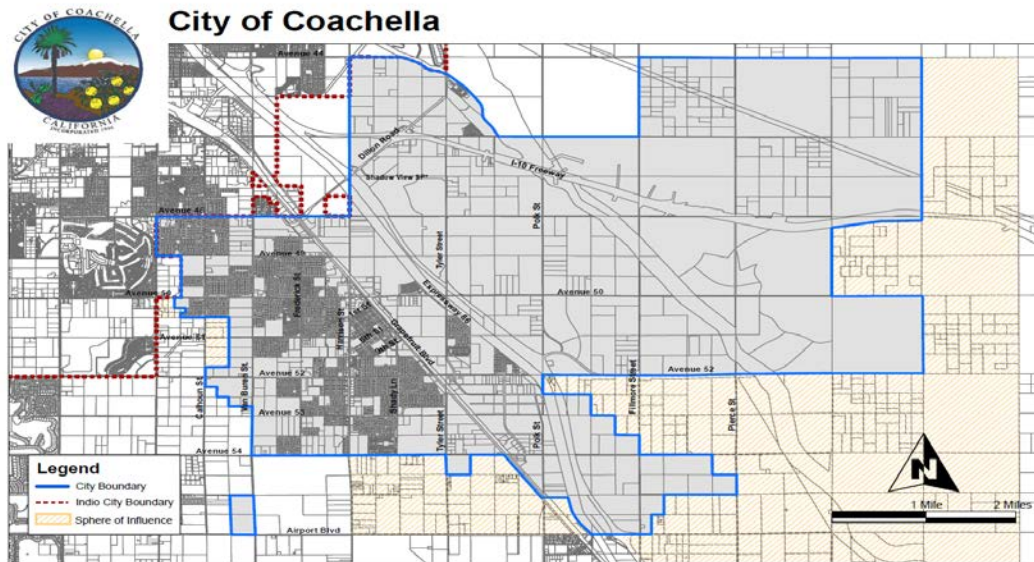 City of Coachella
CITY OF COACHELLA
CALIFORNIA
INCORPORATED 1946
Avenue 44
Dillon Road
I-10 Freeway
Shadow View
Polk St
Avenue 49
Tyler Street
Avenue 50
Avenue 50
Expressway 86
Frederick St
Harrison St
1st St
Grapefruit Blvd
Avenue 51
Avenue 52
Avenue 52
Fillmore Street
Calhoun St
Van Buren St.
Shady Ln
Pierce St
Avenue 53
Tyler Street
Polk St
Avenue 54
N
Legend
City Boundary
Indio City Boundary
Sphere of Influence
Airport Blvd
1 Mile
2 Miles